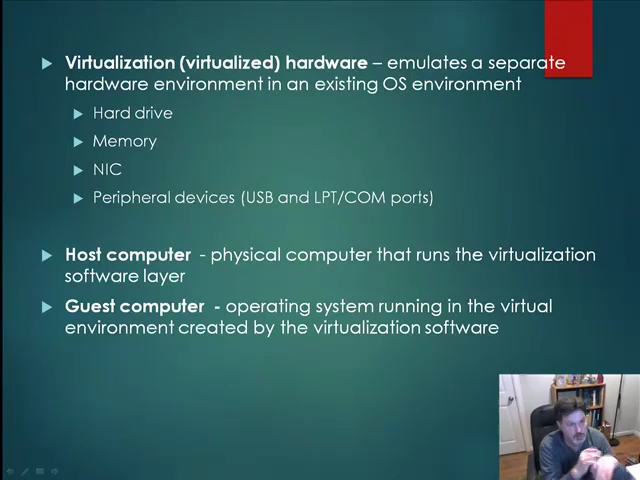 Virtualization (virtualized) hardware – emulates a separate
hardware environment in an existing OS environment
Hard drive
Memory
NIC
Peripheral devices (USB and LPT/COM ports)
Host computer - physical computer that runs the virtualization
software layer
Guest computer - operating system running in the virtual
environment created by the virtualization software